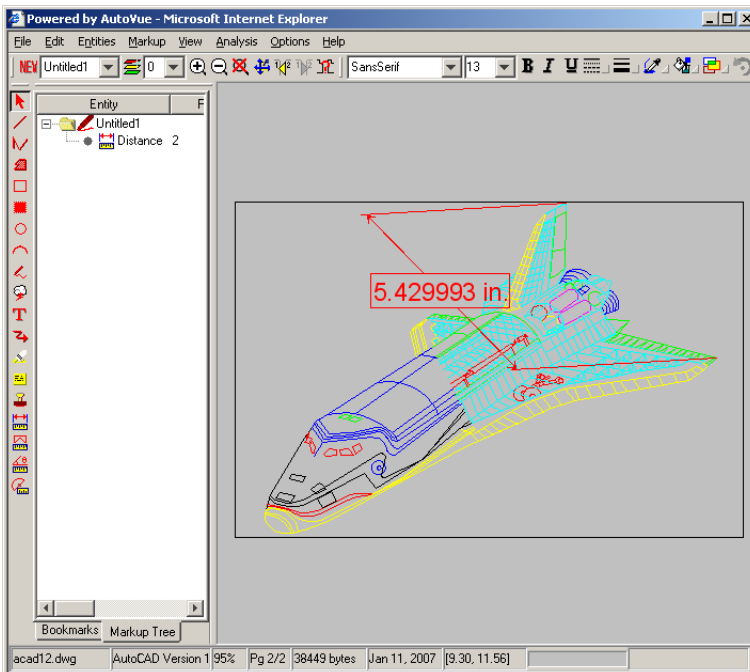 Powered by AutoVue - Microsoft Internet Explorer
File Edit Entities Markup View Analysis Options Help
NEW Untitled1 0 SansSerif 13 B I U
Entity F
Untitled1
Distance 2
5.429993 in.
T
Bookmarks Markup Tree
acad12.dwg AutoCAD Version 1 95% Pg 2/2 38449 bytes Jan 11, 2007 [9.30, 11.56]